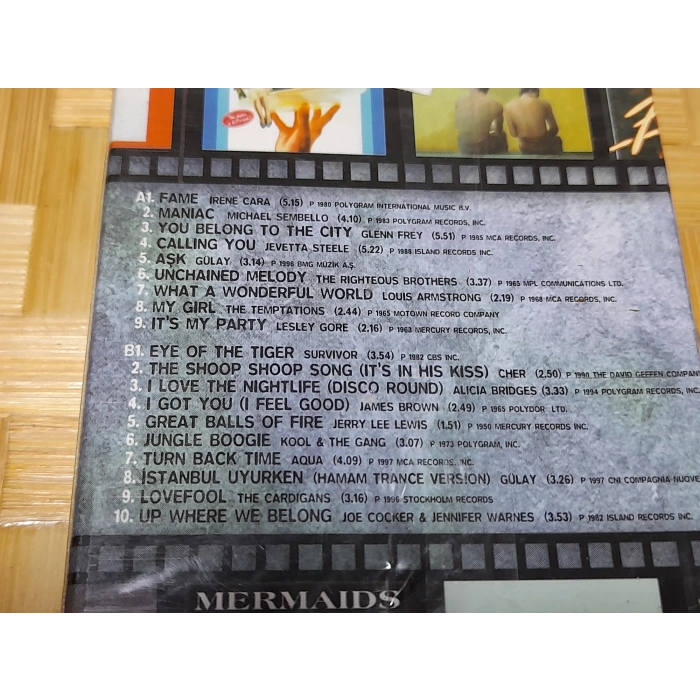 A1. FAME IRENE CARA (5.15) P 1980 POLYGRAM INTERNATIONAL MUSIC B.V.
2. MANIAC MICHAEL SEMBELLO (4.10) P 1983 POLYGRAM RECORDS, INC.
3. YOU BELONG TO THE CITY GLENN FREY (5.51) P 1985 MCA RECORDS, INC.
4. CALLING YOU JEVETTA STEELE (5.22) P 1988 ISLAND RECORDS INC.
5. AŞK GÜLAY (3.14) P 1996 BMG MÜZİK A.Ş.
6. UNCHAINED MELODY THE RIGHTEOUS BROTHERS (3.37) P 1965 MPL COMMUNICATIONS LTD.
7. WHAT A WONDERFUL WORLD LOUIS ARMSTRONG (2.19) P 1968 MCA RECORDS, INC.
8. MY GIRL THE TEMPTATIONS (2.44) P 1965 MOTOWN RECORD COMPANY
9. IT'S MY PARTY LESLEY GORE (2.16) P 1963 MERCURY RECORDS, INC.
B1. EYE OF THE TIGER SURVIVOR (3.54) P 1982 CBS INC.
2. THE SHOOP SHOOP SONG (IT'S IN HIS KISS) CHER (2.50) P 1990 THE DAVID GEFFEN COMPANY
3. I LOVE THE NIGHTLIFE (DISCO ROUND) ALICIA BRIDGES (3.33) P 1994 POLYGRAM RECORDS, INC.
4. I GOT YOU (I FEEL GOOD) JAMES BROWN (2.49) P 1965 POLYDOR LTD.
5. GREAT BALLS OF FIRE JERRY LEE LEWIS (1.51) P 1950 MERCURY RECORDS INC.
6. JUNGLE BOOGIE KOOL & THE GANG (3.07) P 1973 POLYGRAM, INC.
7. TURN BACK TIME AQUA (4.09) P 1997 MCA RECORDS, INC.
8. İSTANBUL UYURKEN (HAMAM TRANCE VERSION) GÜLAY (3.26) P 1997 CNI COMPAGNIA NUOVE
9. LOVEFOOL THE CARDIGANS (3.16) P 1996 STOCKHOLM RECORDS
10. UP WHERE WE BELONG JOE COCKER & JENNIFER WARNES (3.53) P 1982 ISLAND RECORDS INC.
MERMAIDS